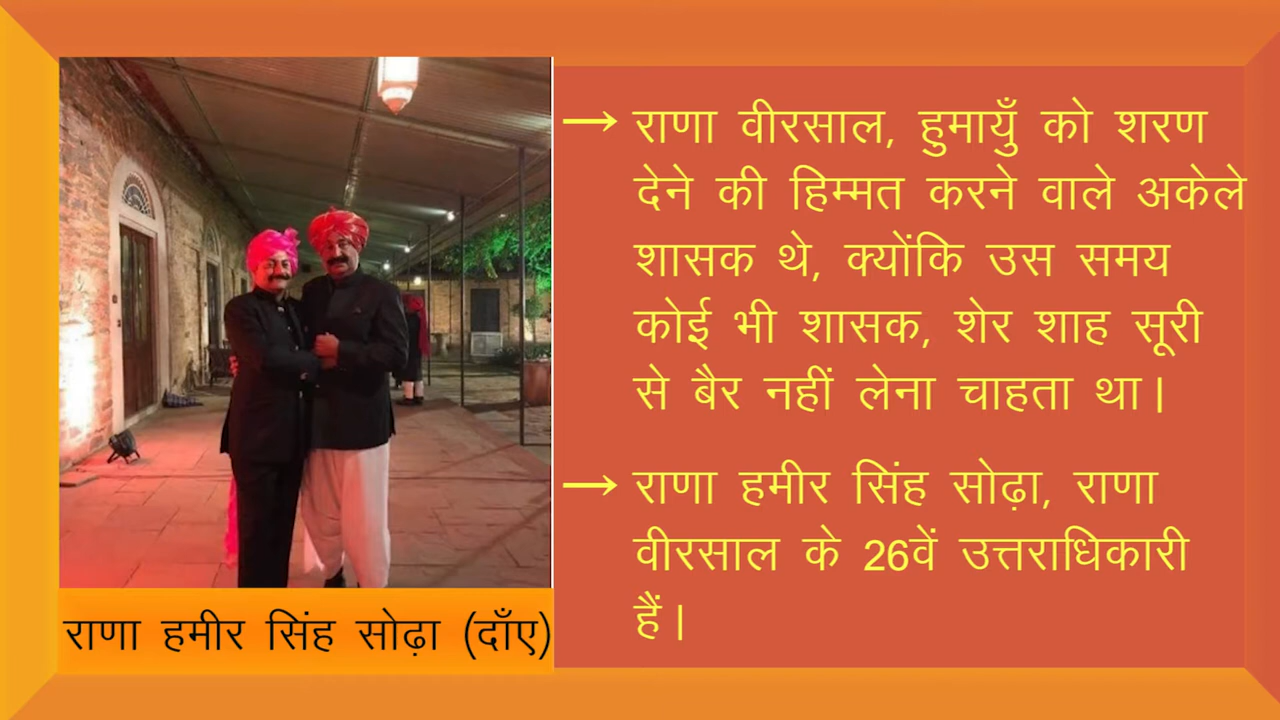 → राणा वीरसाल, हुमायुँ को शरण
देने की हिम्मत करने वाले अकेले
शासक थे, क्योंकि उस समय
कोई भी शासक, शेर शाह सूरी
से बैर नहीं लेना चाहता था।
→ राणा हमीर सिंह सोढ़ा, राणा
वीरसाल के 26वें उत्तराधिकारी
हैं।
राणा हमीर सिंह सोढ़ा (दाँए)